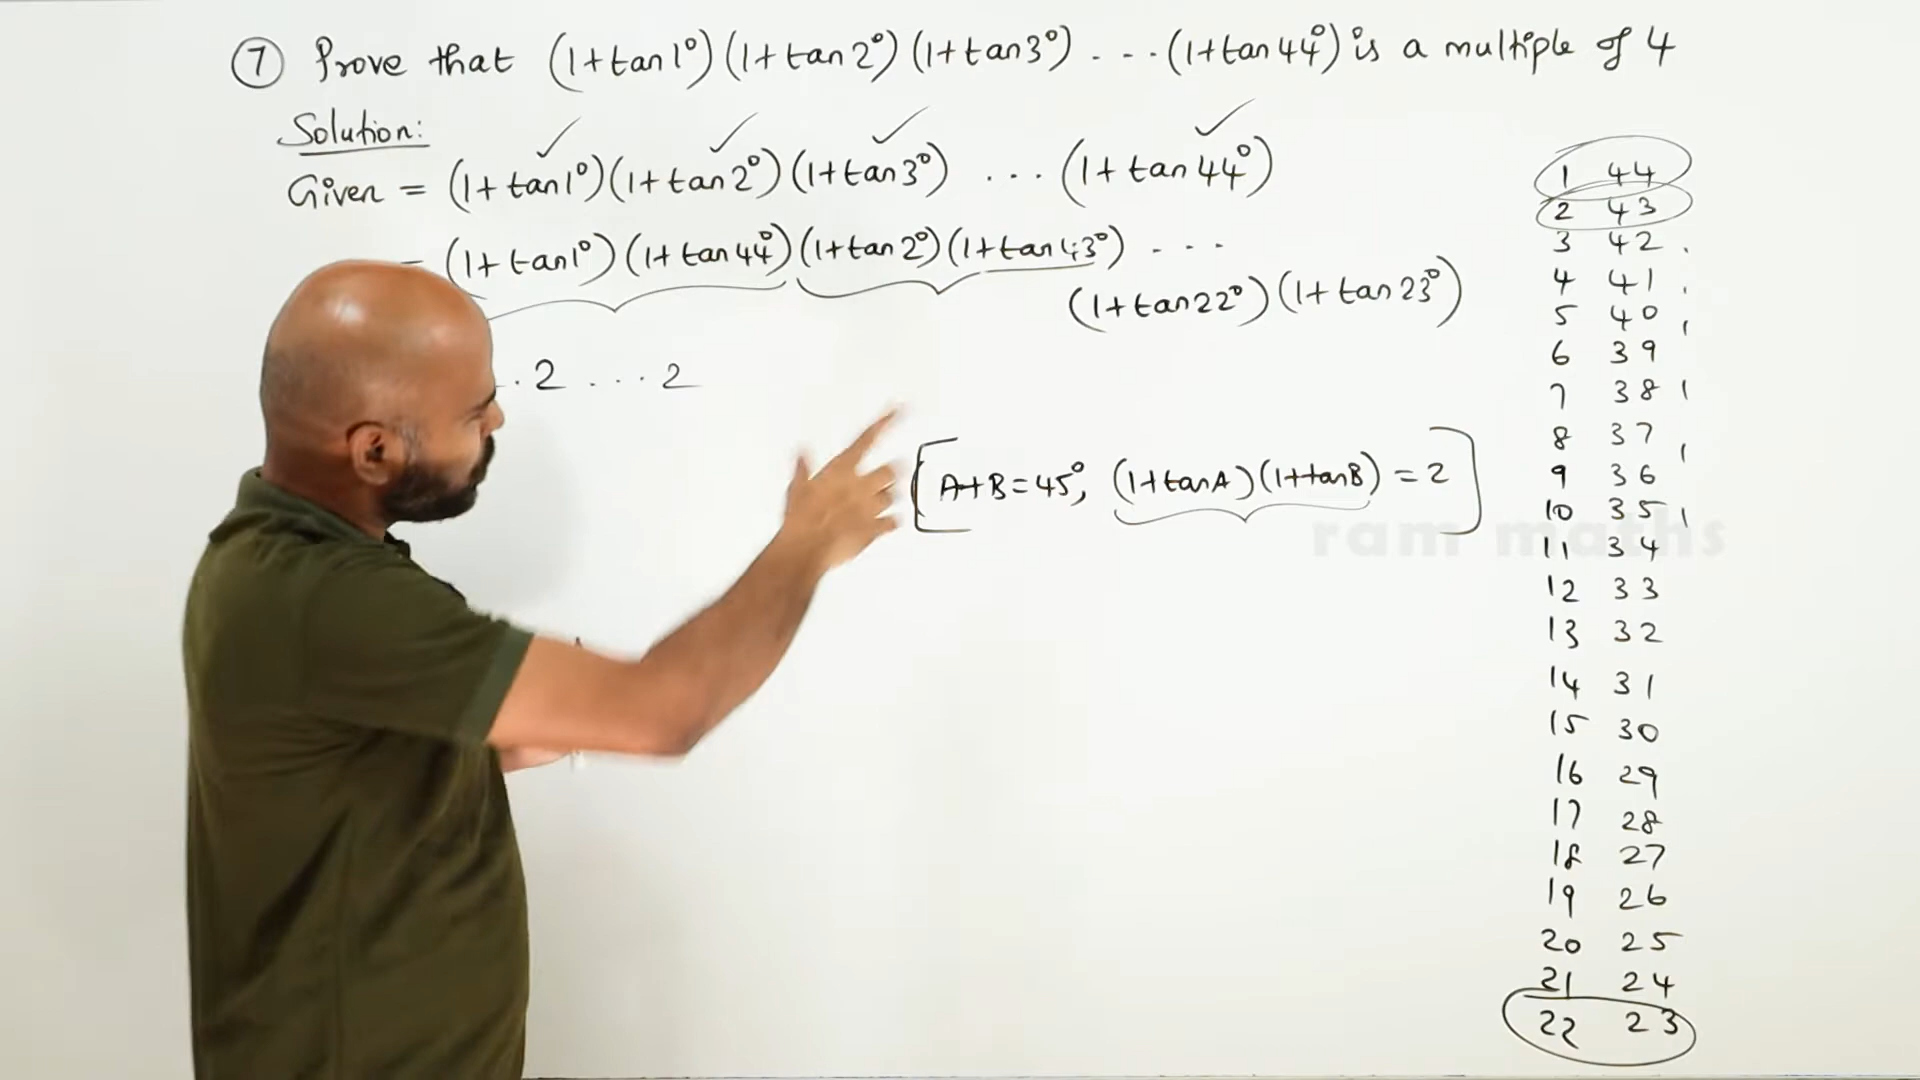 ⑦ Prove that (1+tan1°)(1+tan2°)(1+tan3°) . . . (1+tan44°) is a multiple of 4
Solution:
Given = (1+tan1°)(1+tan2°)(1+tan3°) ... (1+tan44°)
= (1+tan1°)(1+tan44°)(1+tan2°)(1+tan43°) ...
(1+tan22°)(1+tan23°)
. 2 ... 2
[A+B=45°, (1+tanA)(1+tanB) = 2]
ram maths
1 44
2 43
3 42
4 41
5 40
6 39
7 38
8 37
9 36
10 35
11 34
12 33
13 32
14 31
15 30
16 29
17 28
18 27
19 26
20 25
21 24
22 23